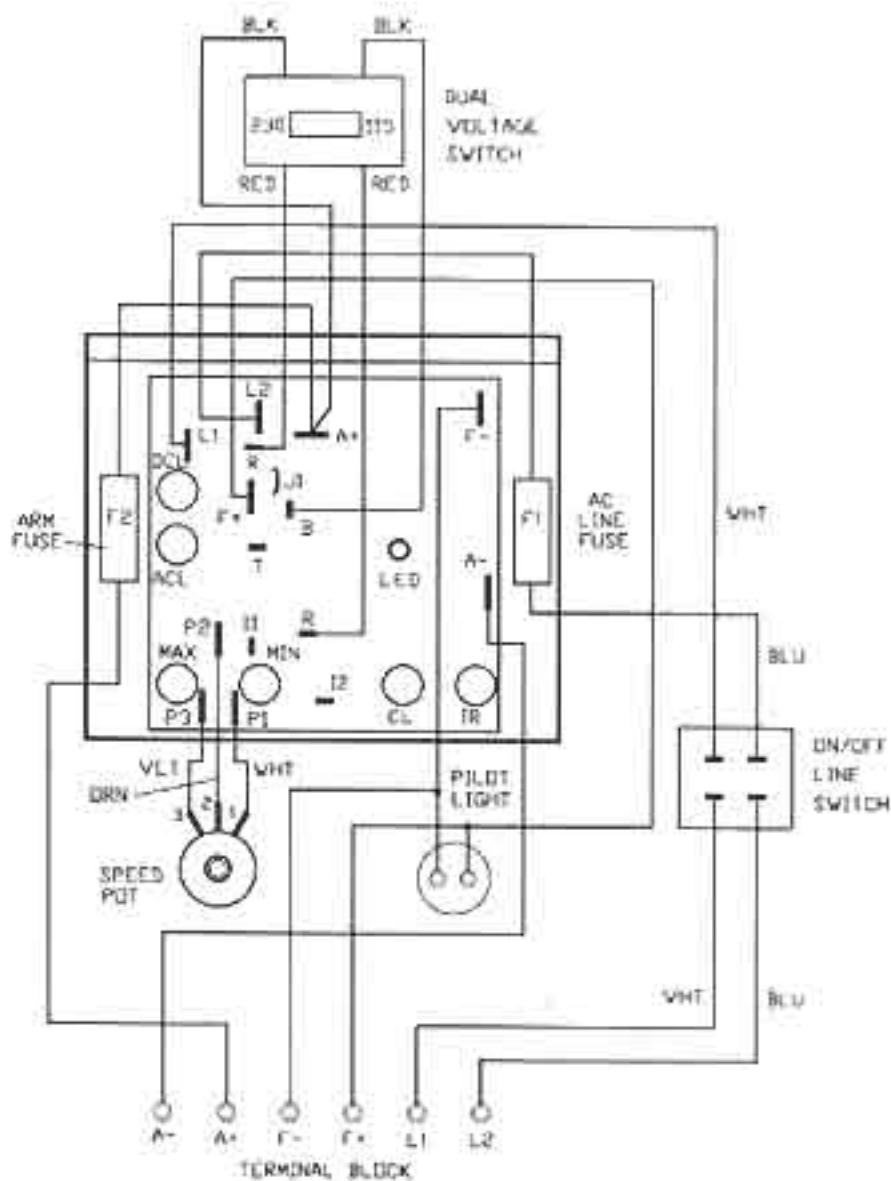 BLK
BLK
230
115
DUAL
VOLTAGE
SWITCH
RED
RED
L2
L1
A+
F-
DCL
R
J1
F+
B
ARM
FUSE
F2
F1
AC
LINE
FUSE
WHT
ACL
T
LED
A-
P2
I1
R
MAX
MIN
I2
BLU
P3
P1
CL
IR
VLT
WHT
ORN
PILOT
LIGHT
ON/OFF
LINE
SWITCH
3
2
1
SPEED
POT
WHT
BLU
A-
A+
F-
F+
L1
L2
TERMINAL BLOCK